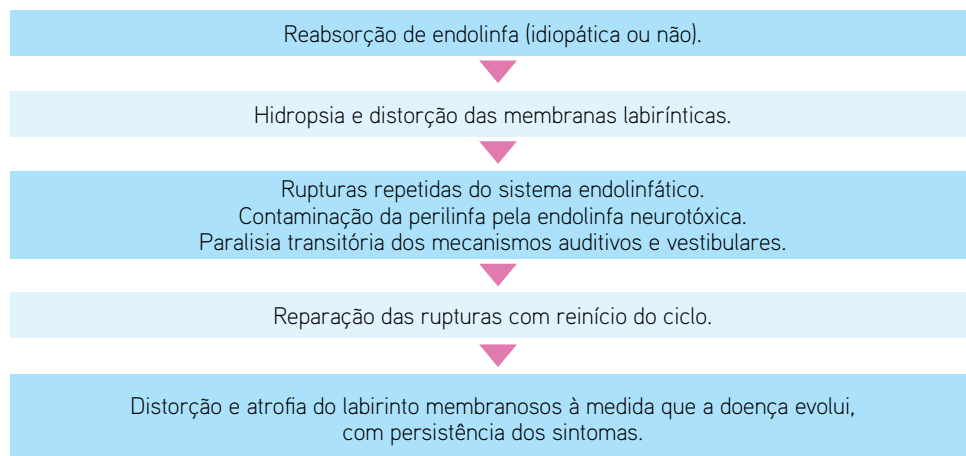 Reabsorção de endolinfa (idiopática ou não).
Hidropsia e distorção das membranas labirínticas.
Rupturas repetidas do sistema endolinfático.
Contaminação da perilinfa pela endolinfa neurotóxica.
Paralisia transitória dos mecanismos auditivos e vestibulares.
Reparação das rupturas com reinício do ciclo.
Distorção e atrofia do labirinto membranosos à medida que a doença evolui,
com persistência dos sintomas.